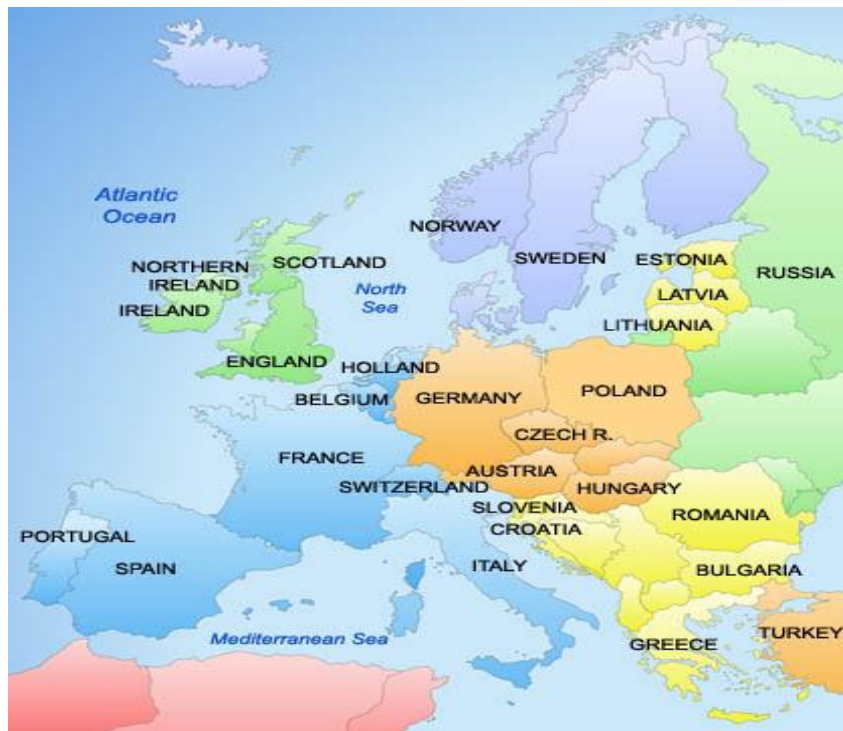 Atlantic
Ocean
NORWAY
SWEDEN
ESTONIA
RUSSIA
NORTHERN
IRELAND
SCOTLAND
North
Sea
LATVIA
IRELAND
LITHUANIA
ENGLAND
HOLLAND
BELGIUM
GERMANY
POLAND
CZECH R.
FRANCE
AUSTRIA
SWITZERLAND
HUNGARY
SLOVENIA
CROATIA
ROMANIA
PORTUGAL
SPAIN
ITALY
BULGARIA
Mediterranean Sea
GREECE
TURKEY